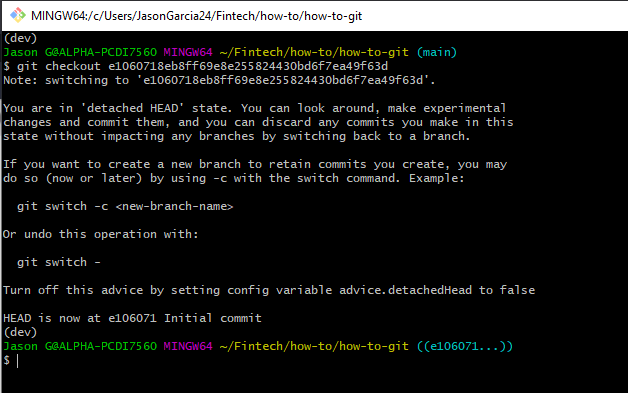 MINGW64:/c/Users/JasonGarcia24/Fintech/how-to/how-to-git
(dev)
Jason G@ALPHA-PCDI7560 MINGW64 ~/Fintech/how-to/how-to-git (main)
$ git checkout e1060718eb8ff69e8e255824430bd6f7ea49f63d
Note: switching to 'e1060718eb8ff69e8e255824430bd6f7ea49f63d'.
You are in 'detached HEAD' state. You can look around, make experimental
changes and commit them, and you can discard any commits you make in this
state without impacting any branches by switching back to a branch.
If you want to create a new branch to retain commits you create, you may
do so (now or later) by using -c with the switch command. Example:
git switch -c <new-branch-name>
Or undo this operation with:
git switch -
Turn off this advice by setting config variable advice.detachedHead to false
HEAD is now at e106071 Initial commit
(dev)
Jason G@ALPHA-PCDI7560 MINGW64 ~/Fintech/how-to/how-to-git ((e106071...))
$